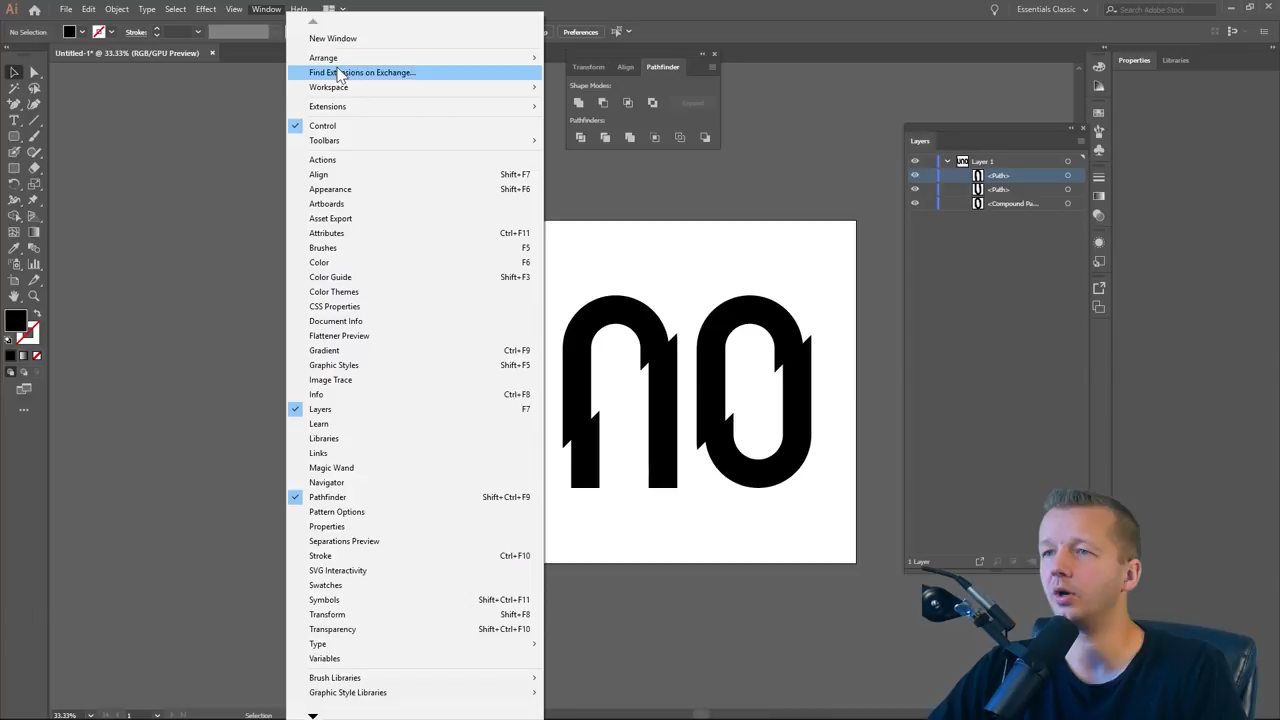 Ai
File Edit Object Type Select Effect View Window Help
Essentials Classic
Search Adobe Stock
No Selection
Stroke:
Preferences
Untitled-1* @ 33.33% (RGB/GPU Preview)
New Window
Arrange
Find Extensions on Exchange...
Workspace
Extensions
Control
Toolbars
Actions
Align Shift+F7
Appearance Shift+F6
Artboards
Asset Export
Attributes Ctrl+F11
Brushes F5
Color F6
Color Guide Shift+F3
Color Themes
CSS Properties
Document Info
Flattener Preview
Gradient Ctrl+F9
Graphic Styles Shift+F5
Image Trace
Info Ctrl+F8
Layers F7
Learn
Libraries
Links
Magic Wand
Navigator
Pathfinder Shift+Ctrl+F9
Pattern Options
Properties
Separations Preview
Stroke Ctrl+F10
SVG Interactivity
Swatches
Symbols Shift+Ctrl+F11
Transform Shift+F8
Transparency Shift+Ctrl+F10
Type
Variables
Brush Libraries
Graphic Style Libraries
Transform Align Pathfinder
Shape Modes:
Expand
Pathfinders:
no
Layers
Layer 1
<Path>
<Path>
<Compound Pa...
1 Layer
Properties Libraries
33.33% 1 Selection